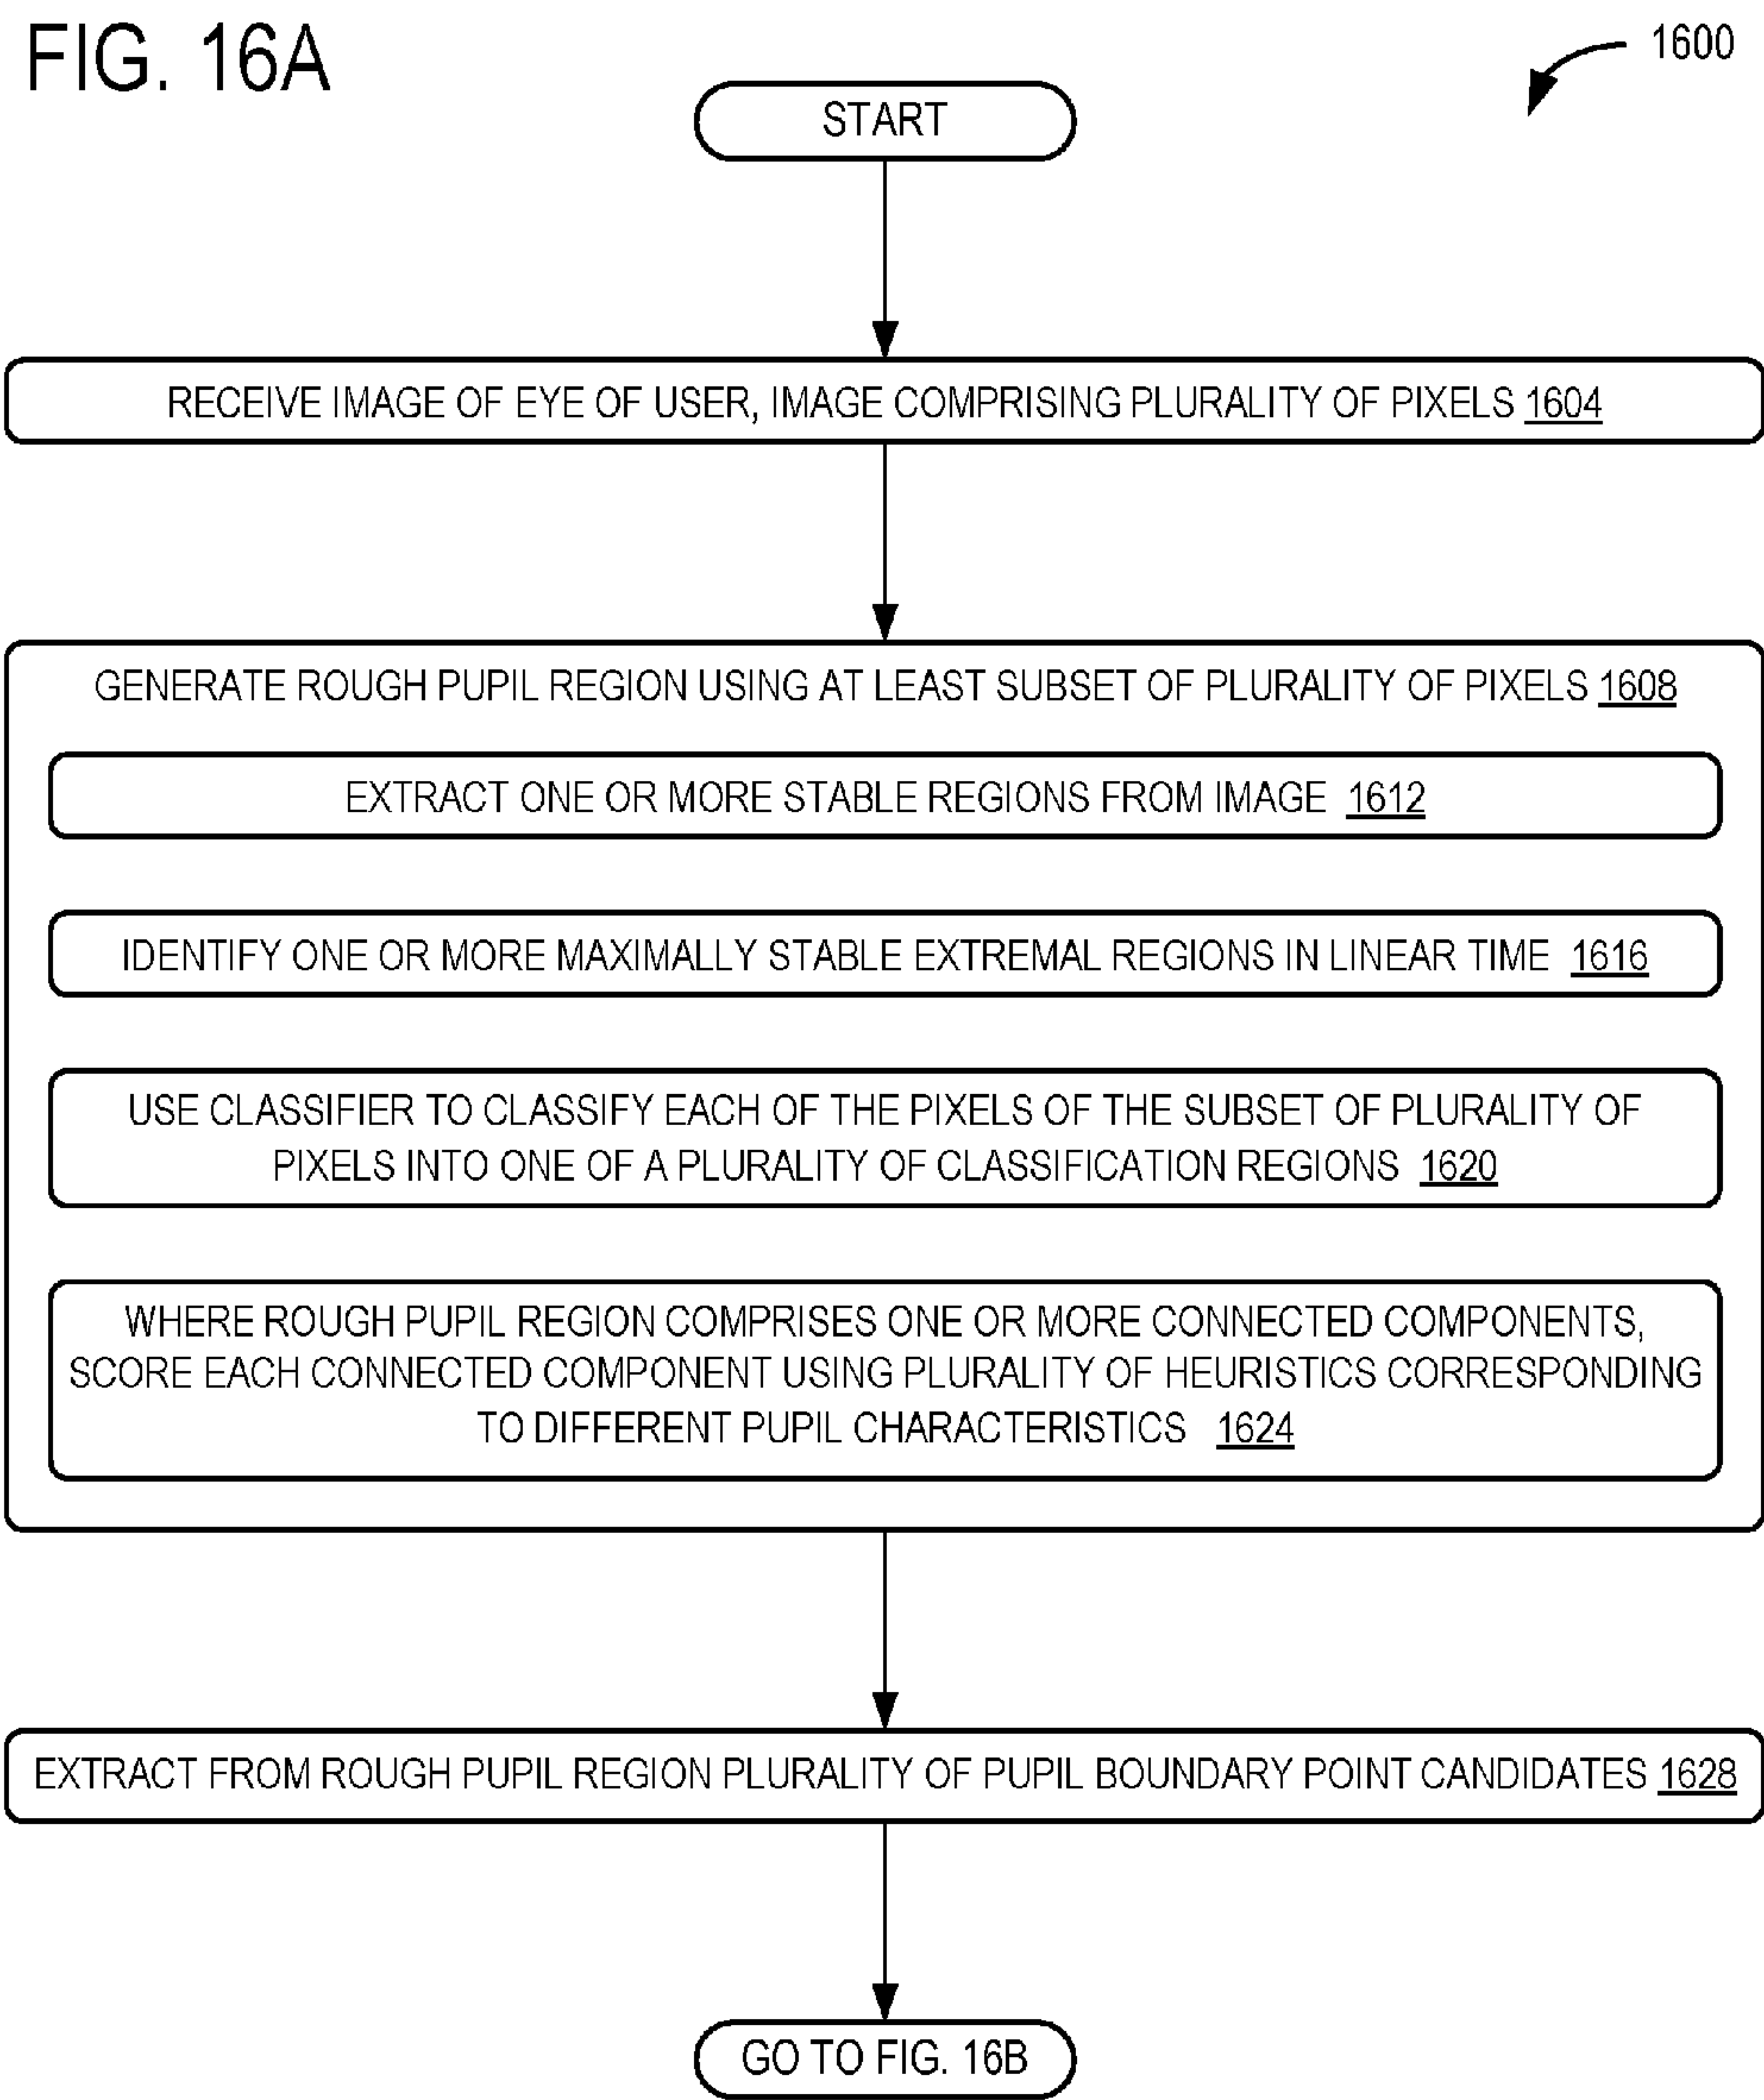 FIG. 16A
1600
START
RECEIVE IMAGE OF EYE OF USER, IMAGE COMPRISING PLURALITY OF PIXELS 1604
GENERATE ROUGH PUPIL REGION USING AT LEAST SUBSET OF PLURALITY OF PIXELS 1608
EXTRACT ONE OR MORE STABLE REGIONS FROM IMAGE 1612
IDENTIFY ONE OR MORE MAXIMALLY STABLE EXTREMAL REGIONS IN LINEAR TIME 1616
USE CLASSIFIER TO CLASSIFY EACH OF THE PIXELS OF THE SUBSET OF PLURALITY OF
PIXELS INTO ONE OF A PLURALITY OF CLASSIFICATION REGIONS 1620
WHERE ROUGH PUPIL REGION COMPRISES ONE OR MORE CONNECTED COMPONENTS,
SCORE EACH CONNECTED COMPONENT USING PLURALITY OF HEURISTICS CORRESPONDING
TO DIFFERENT PUPIL CHARACTERISTICS 1624
EXTRACT FROM ROUGH PUPIL REGION PLURALITY OF PUPIL BOUNDARY POINT CANDIDATES 1628
GO TO FIG. 16B